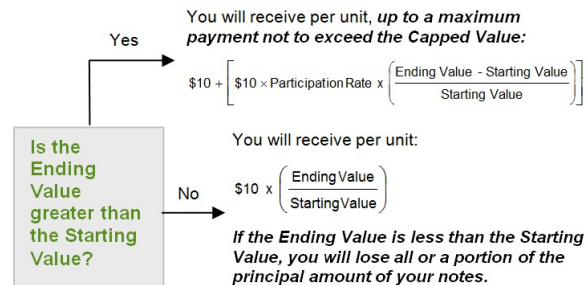 You will receive per unit, up to a maximum
payment not to exceed the Capped Value:
Yes
$10 + [ $10 × Participation Rate x ( Ending Value - Starting Value / Starting Value ) ]
Is the
Ending
Value
greater than
the Starting
Value?
No
You will receive per unit:
$10 x ( Ending Value / Starting Value )
If the Ending Value is less than the Starting
Value, you will lose all or a portion of the
principal amount of your notes.